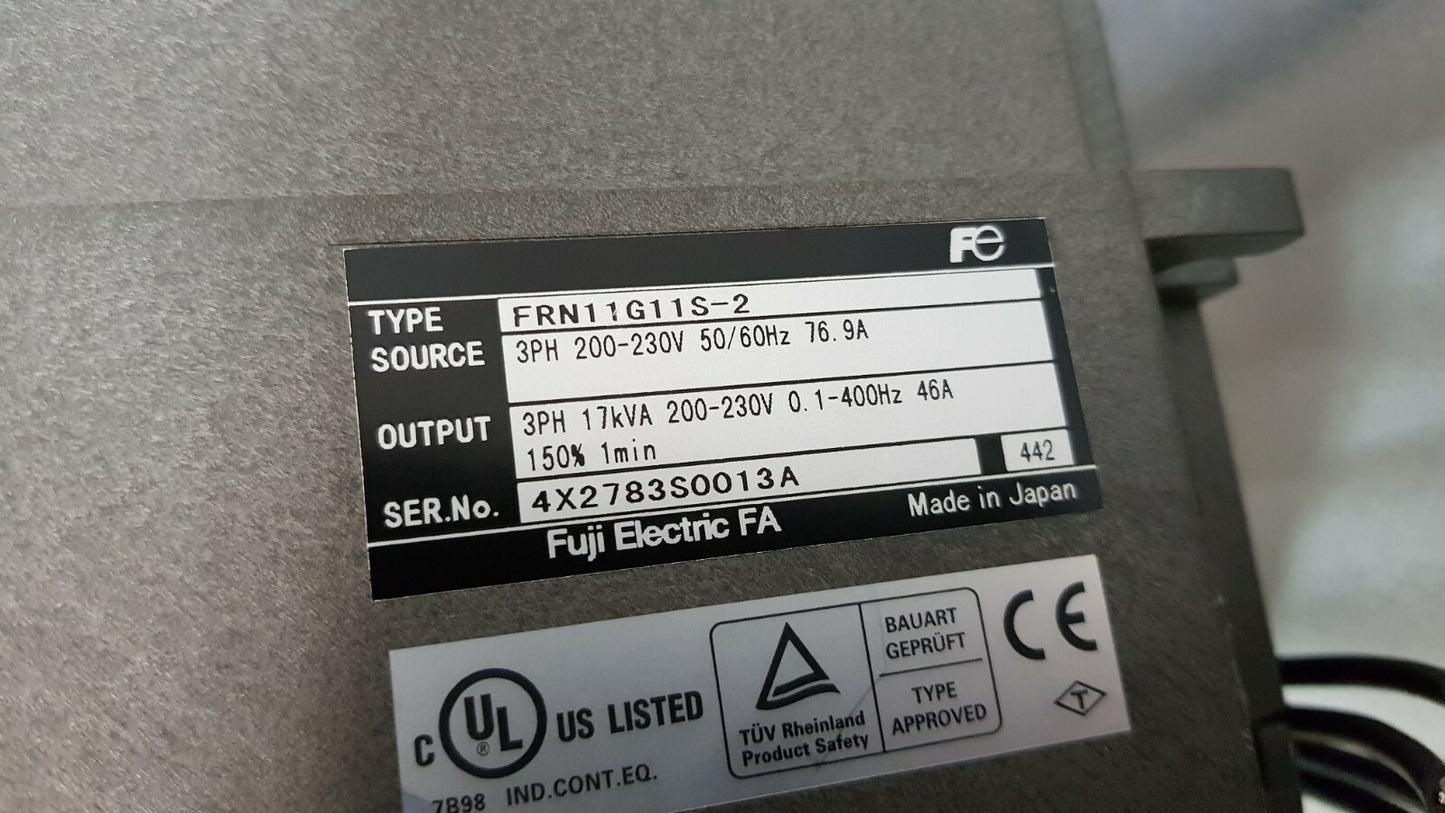 Fe
TYPE FRN11G11S-2
SOURCE 3PH 200-230V 50/60Hz 76.9A
OUTPUT 3PH 17kVA 200-230V 0.1-400Hz 46A
150% 1min
SER.No. 4X2783S0013A 442
Fuji Electric FA Made in Japan
C UL® US LISTED
7B98 IND.CONT.EQ.
TÜV Rheinland
Product Safety
BAUART
GEPRÜFT
TYPE
APPROVED
CE
T